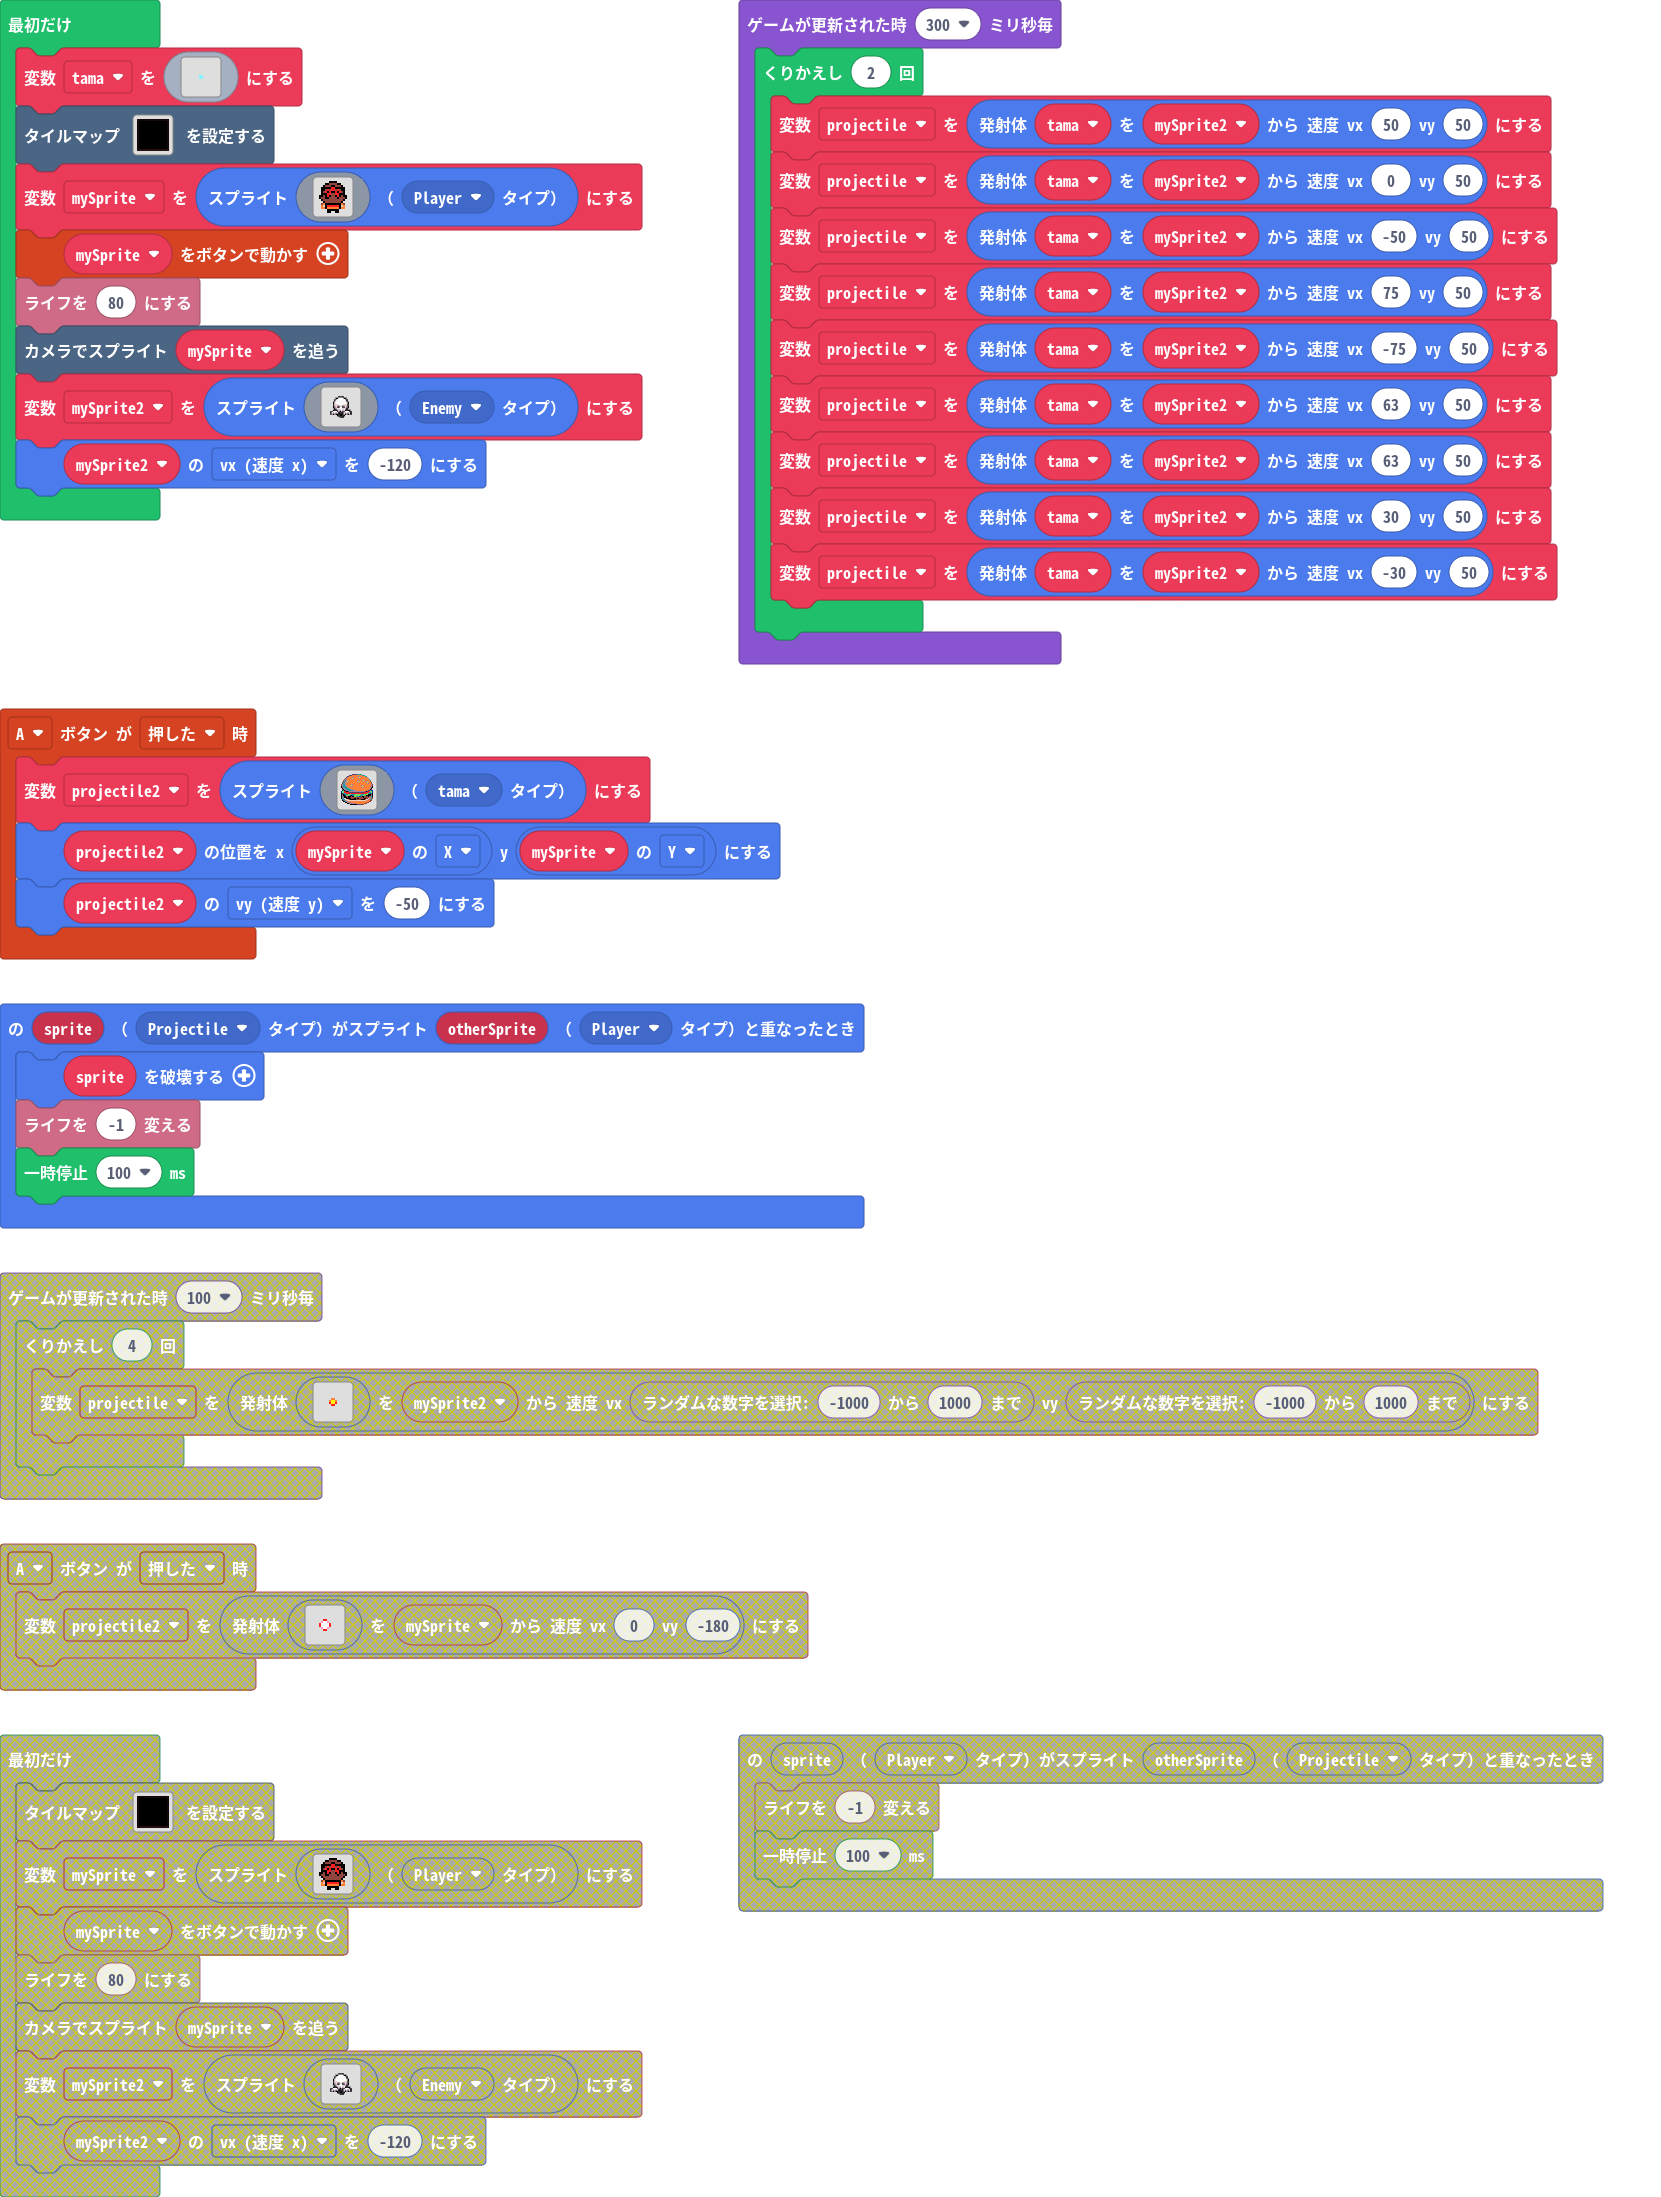 最初だけ
変数 tama を にする
タイルマップ を設定する
変数 mySprite を スプライト ( Player タイプ) にする
mySprite をボタンで動かす
ライフを 80 にする
カメラでスプライト mySprite を追う
変数 mySprite2 を スプライト ( Enemy タイプ) にする
mySprite2 の vx (速度 x) を -120 にする
ゲームが更新された時 300 ミリ秒毎
くりかえし 2 回
変数 projectile を 発射体 tama を mySprite2 から 速度 vx 50 vy 50 にする
変数 projectile を 発射体 tama を mySprite2 から 速度 vx 0 vy 50 にする
変数 projectile を 発射体 tama を mySprite2 から 速度 vx -50 vy 50 にする
変数 projectile を 発射体 tama を mySprite2 から 速度 vx 75 vy 50 にする
変数 projectile を 発射体 tama を mySprite2 から 速度 vx -75 vy 50 にする
変数 projectile を 発射体 tama を mySprite2 から 速度 vx 63 vy 50 にする
変数 projectile を 発射体 tama を mySprite2 から 速度 vx 63 vy 50 にする
変数 projectile を 発射体 tama を mySprite2 から 速度 vx 30 vy 50 にする
変数 projectile を 発射体 tama を mySprite2 から 速度 vx -30 vy 50 にする
A ボタン が 押した 時
変数 projectile2 を スプライト ( tama タイプ) にする
projectile2 の位置を x mySprite の X y mySprite の Y にする
projectile2 の vy (速度 y) を -50 にする
の sprite ( Projectile タイプ) がスプライト otherSprite ( Player タイプ) と重なったとき
sprite を破壊する
ライフを -1 変える
一時停止 100 ms
ゲームが更新された時 100 ミリ秒毎
くりかえし 4 回
変数 projectile を 発射体 を mySprite2 から 速度 vx ランダムな数字を選択: -1000 から 1000 まで vy ランダムな数字を選択: -1000 から 1000 まで にする
A ボタン が 押した 時
変数 projectile2 を 発射体 を mySprite から 速度 vx 0 vy -180 にする
最初だけ
タイルマップ を設定する
変数 mySprite を スプライト ( Player タイプ) にする
mySprite をボタンで動かす
ライフを 80 にする
カメラでスプライト mySprite を追う
変数 mySprite2 を スプライト ( Enemy タイプ) にする
mySprite2 の vx (速度 x) を -120 にする
の sprite ( Player タイプ) がスプライト otherSprite ( Projectile タイプ) と重なったとき
ライフを -1 変える
一時停止 100 ms